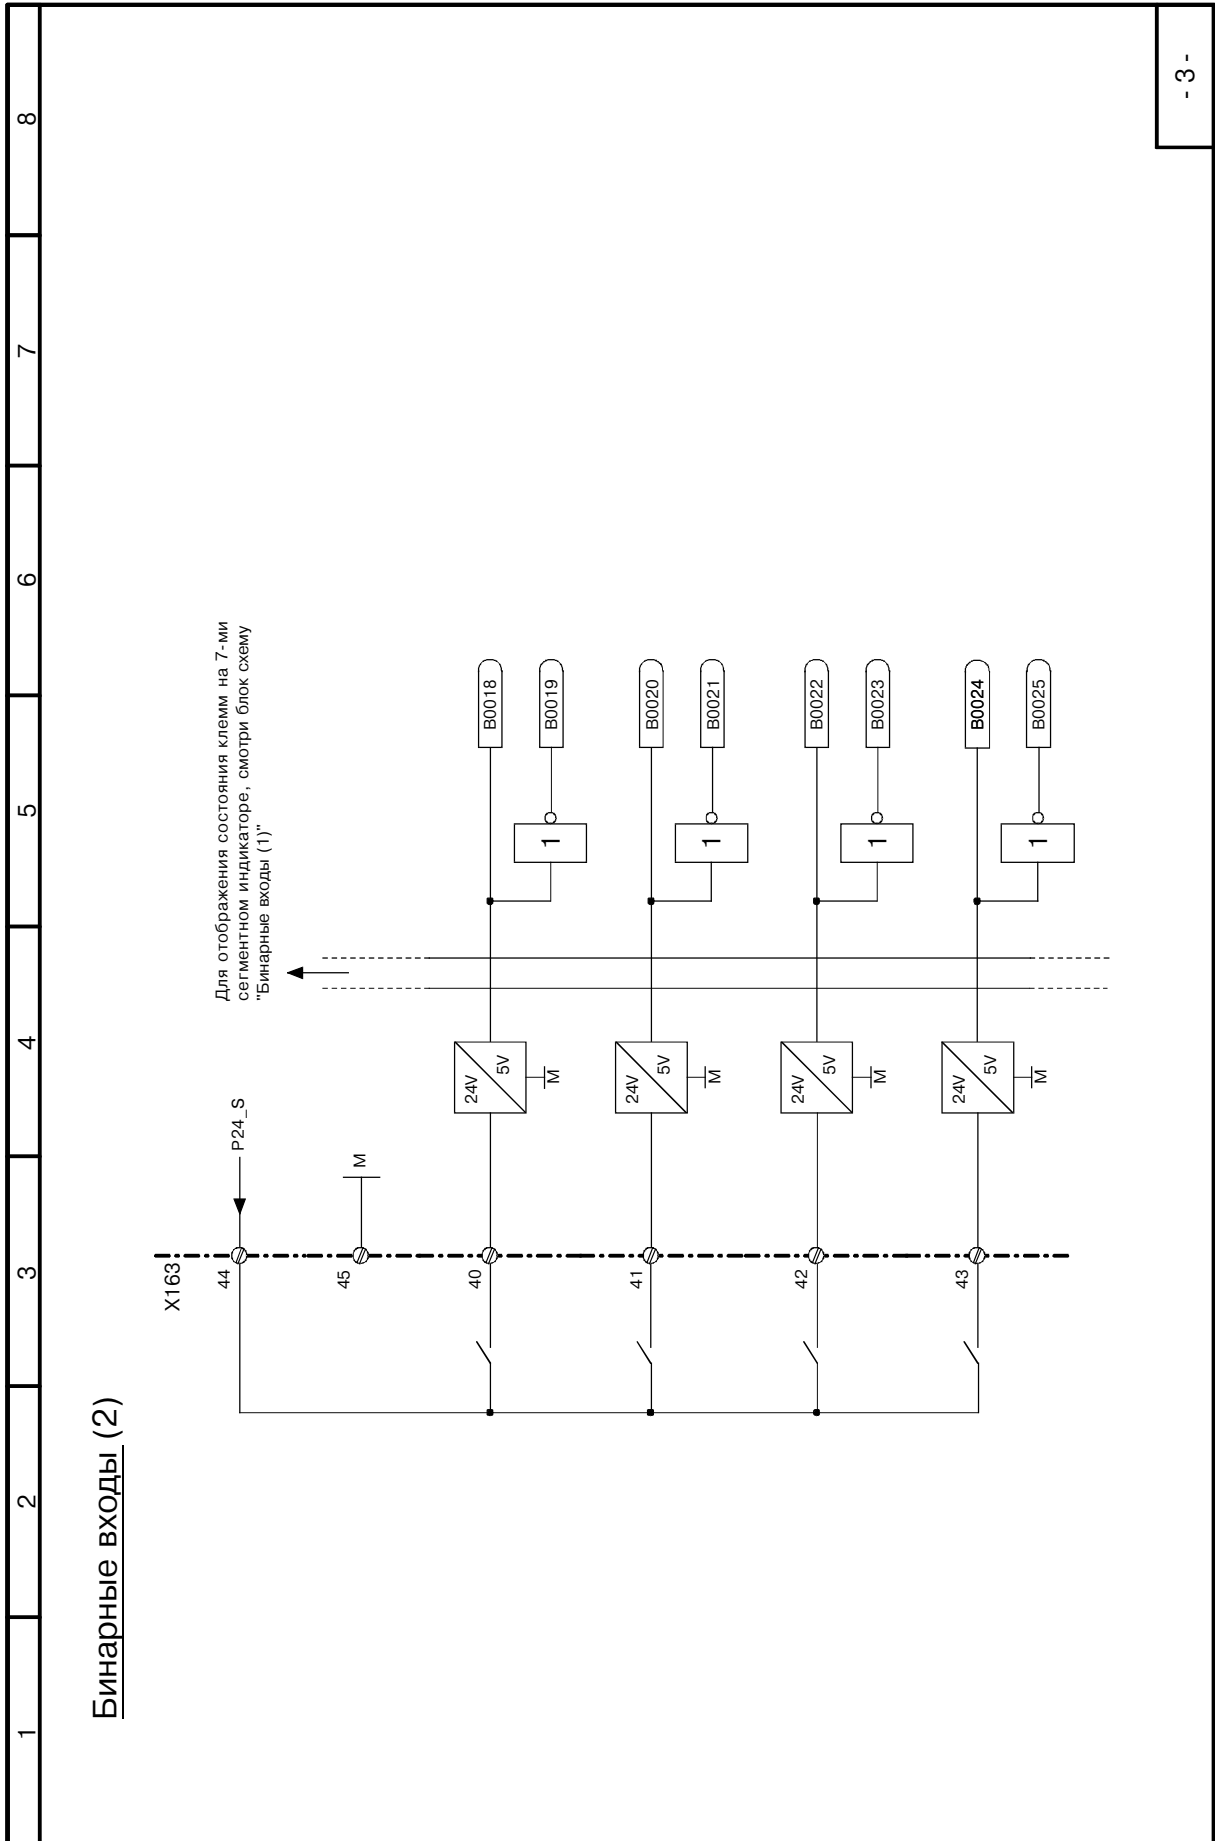 Бинарные входы (2)
Для отображения состояния клемм на 7-ми
сегментном индикаторе, смотри блок схему
"Бинарные входы (1)"
X163
44
P24_S
45
M
40
24V
5V
M
B0018
1
B0019
41
24V
5V
M
B0020
1
B0021
42
24V
5V
M
B0022
1
B0023
43
24V
5V
M
B0024
1
B0025
1
2
3
4
5
6
7
8
- 3 -